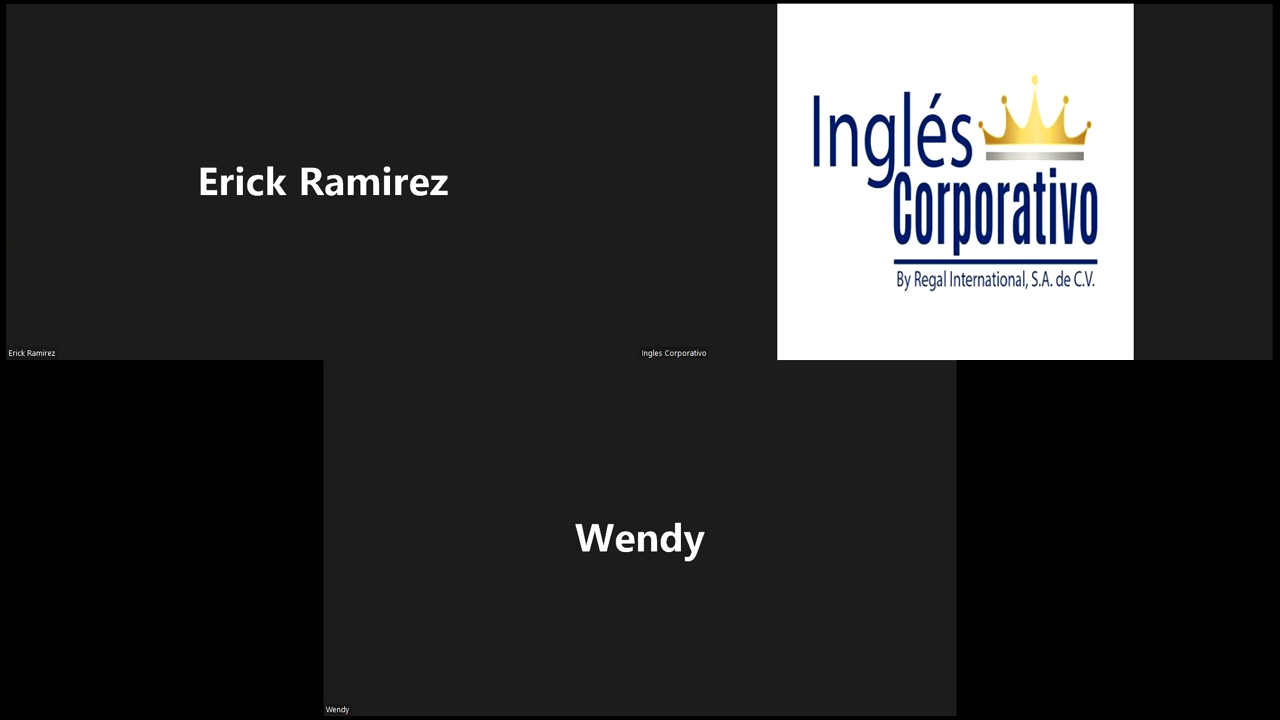 Erick Ramirez
Erick Ramirez
Inglés
Corporativo
By Regal International, S.A. de C.V.
Ingles Corporativo
Wendy
Wendy